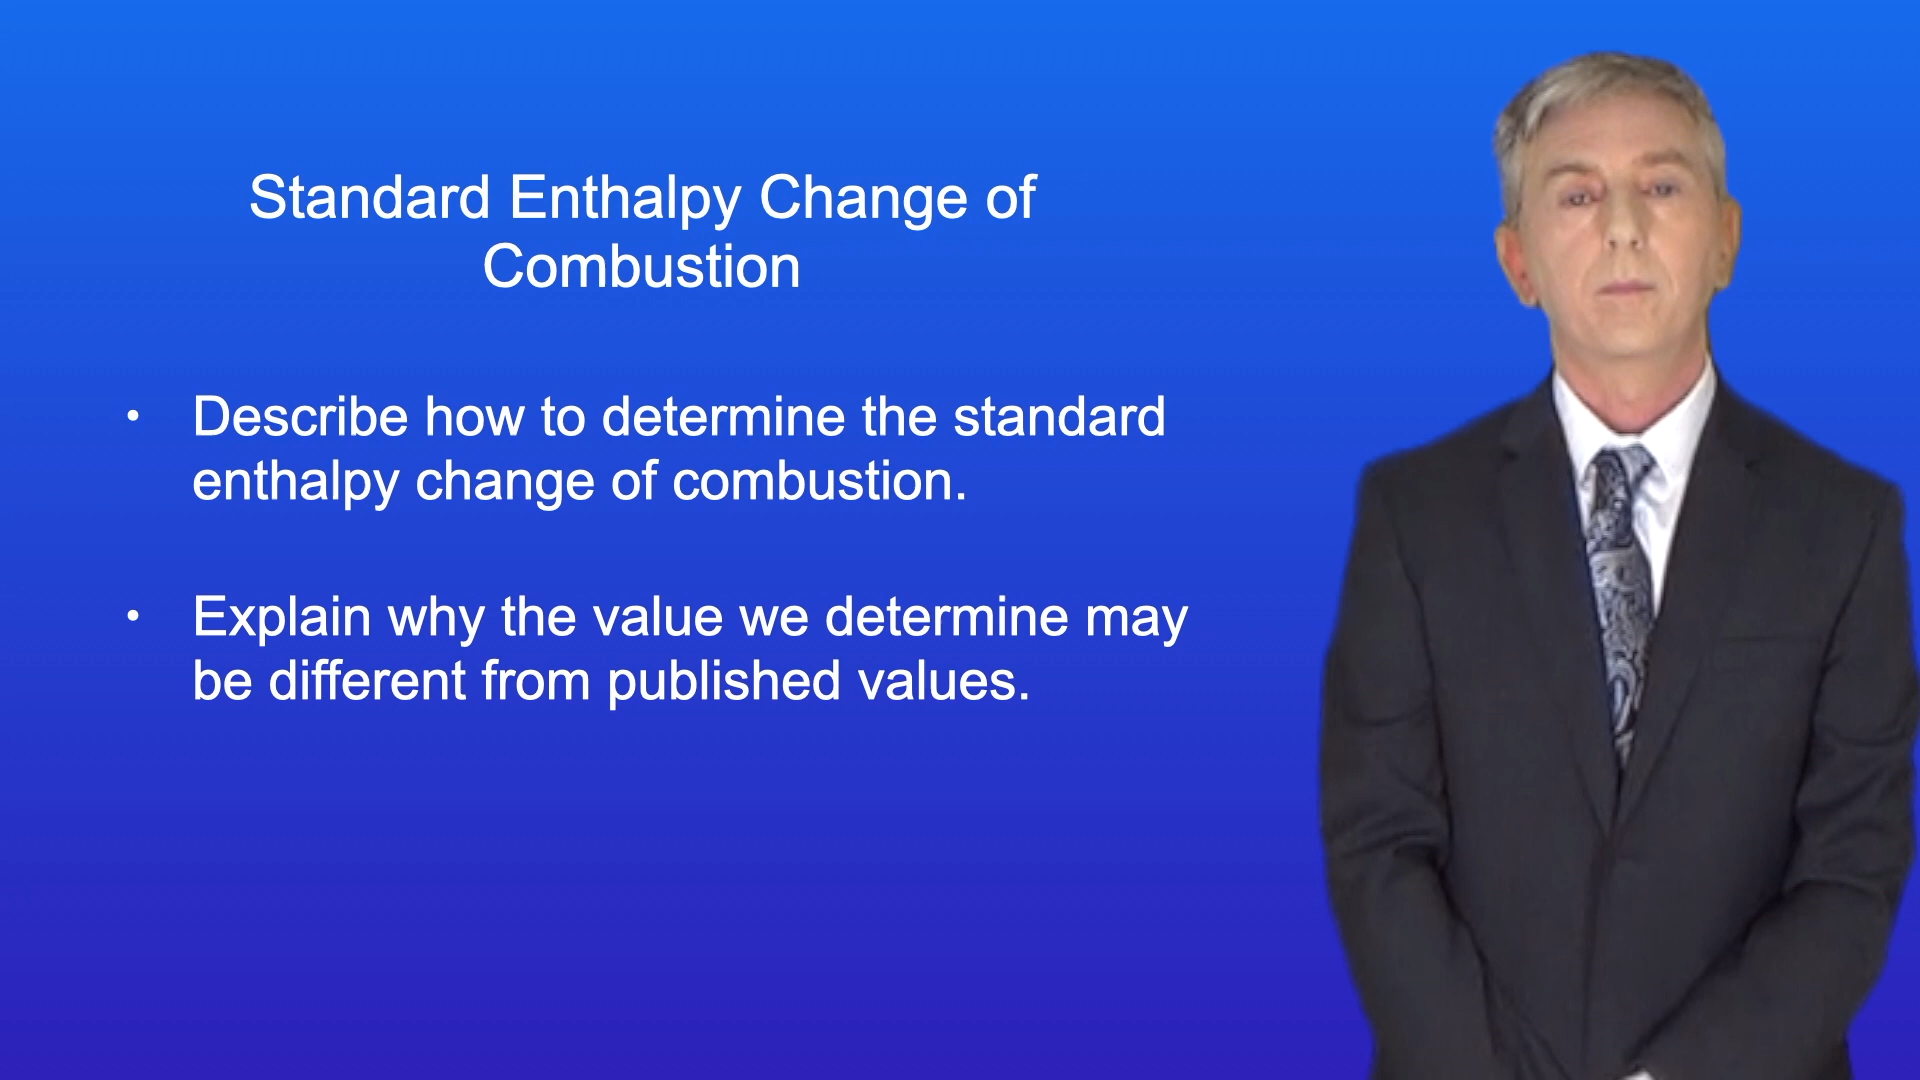 Standard Enthalpy Change of
Combustion
• Describe how to determine the standard
enthalpy change of combustion.
• Explain why the value we determine may
be different from published values.